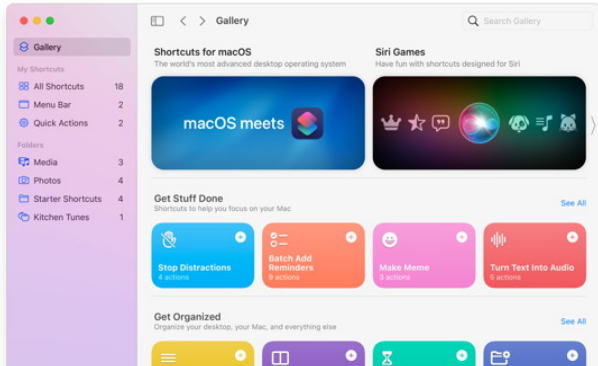 Gallery
Search Gallery
Gallery
My Shortcuts
All Shortcuts 18
Menu Bar 2
Quick Actions 2
Folders
Media 3
Photos 4
Starter Shortcuts 4
Kitchen Tunes 1
Shortcuts for macOS
The world's most advanced desktop operating system
macOS meets
Siri Games
Have fun with shortcuts designed for Siri
Get Stuff Done
Shortcuts to help you focus on your Mac
See All
Stop Distractions
4 actions
Batch Add
Reminders
9 actions
Make Meme
3 actions
Turn Text Into Audio
5 actions
Get Organized
Organize your desktop, your Mac, and everything else
See All